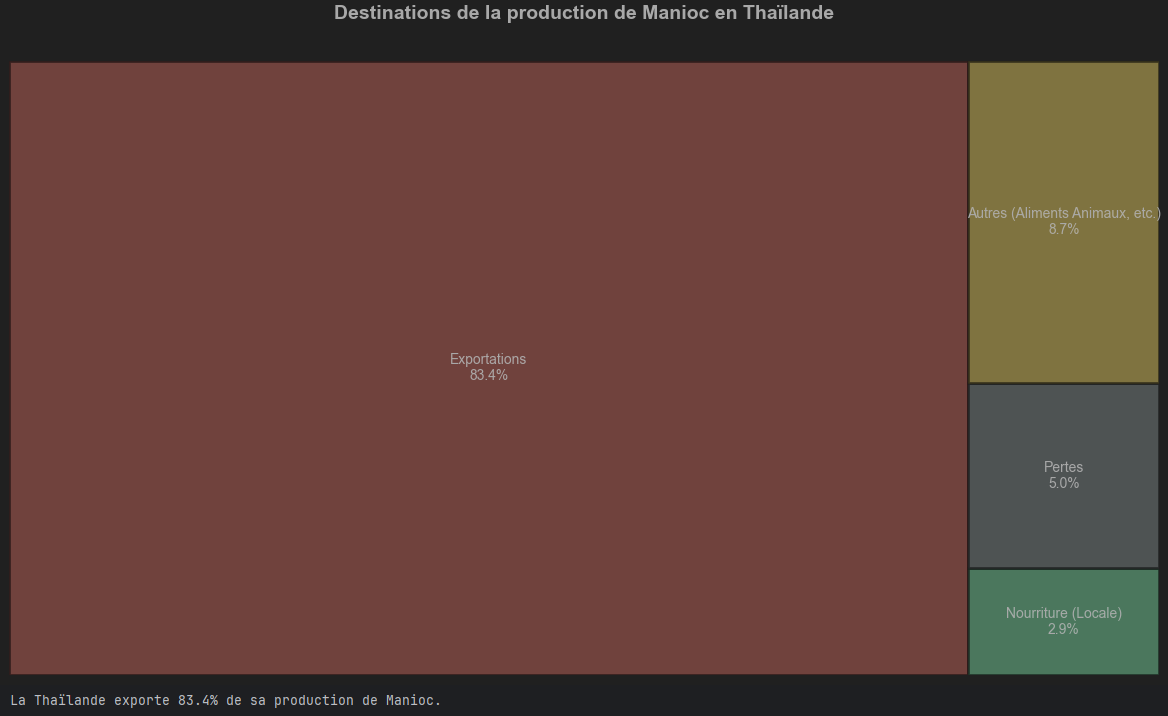 Destinations de la production de Manioc en Thaïlande
Exportations
83.4%
Autres (Aliments Animaux, etc.)
8.7%
Pertes
5.0%
Nourriture (Locale)
2.9%
La Thaïlande exporte 83.4% de sa production de Manioc.